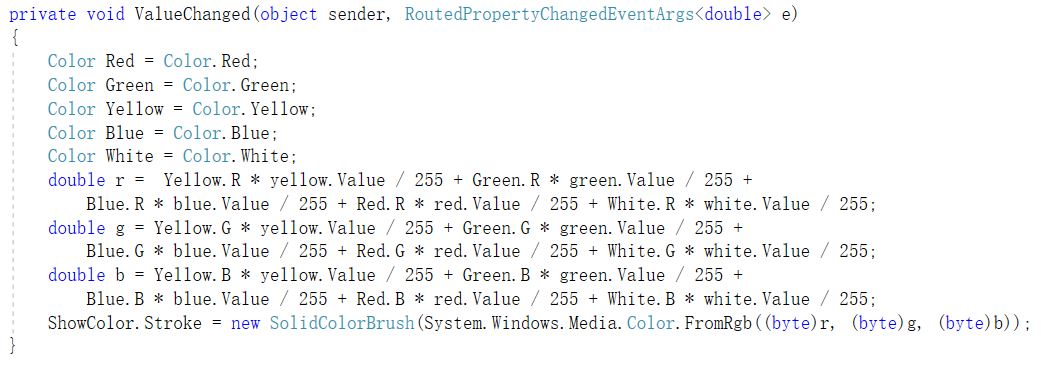 private void ValueChanged(object sender, RoutedPropertyChangedEventArgs<double> e)
{
    Color Red = Color.Red;
    Color Green = Color.Green;
    Color Yellow = Color.Yellow;
    Color Blue = Color.Blue;
    Color White = Color.White;
    double r =  Yellow.R * yellow.Value / 255 + Green.R * green.Value / 255 +
        Blue.R * blue.Value / 255 + Red.R * red.Value / 255 + White.R * white.Value / 255;
    double g = Yellow.G * yellow.Value / 255 + Green.G * green.Value / 255 +
        Blue.G * blue.Value / 255 + Red.G * red.Value / 255 + White.G * white.Value / 255;
    double b = Yellow.B * yellow.Value / 255 + Green.B * green.Value / 255 +
        Blue.B * blue.Value / 255 + Red.B * red.Value / 255 + White.B * white.Value / 255;
    ShowColor.Stroke = new SolidColorBrush(System.Windows.Media.Color.FromRgb((byte)r, (byte)g, (byte)b));
}